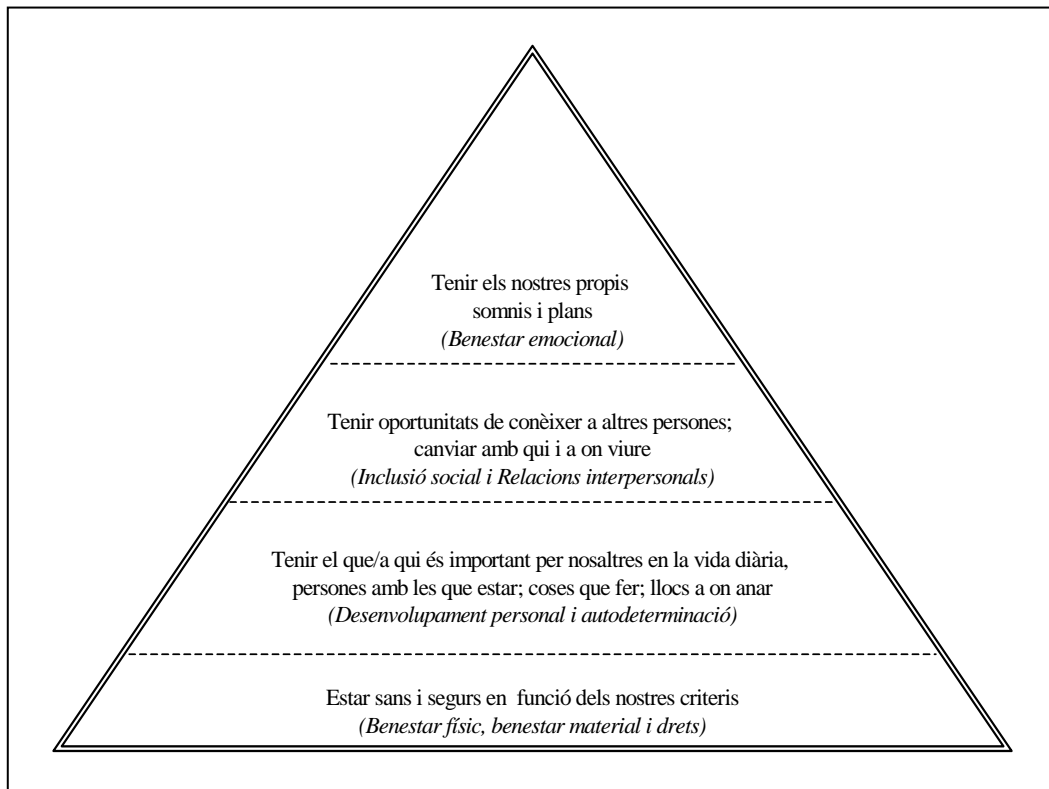 Tenir els nostres propis
somnis i plans
(Benestar emocional)
Tenir oportunitats de conèixer a altres persones;
canviar amb qui i a on viure
(Inclusió social i Relacions interpersonals)
Tenir el que/a qui és important per nosaltres en la vida diària,
persones amb les que estar; coses que fer; llocs a on anar
(Desenvolupament personal i autodeterminació)
Estar sans i segurs en funció dels nostres criteris
(Benestar físic, benestar material i drets)